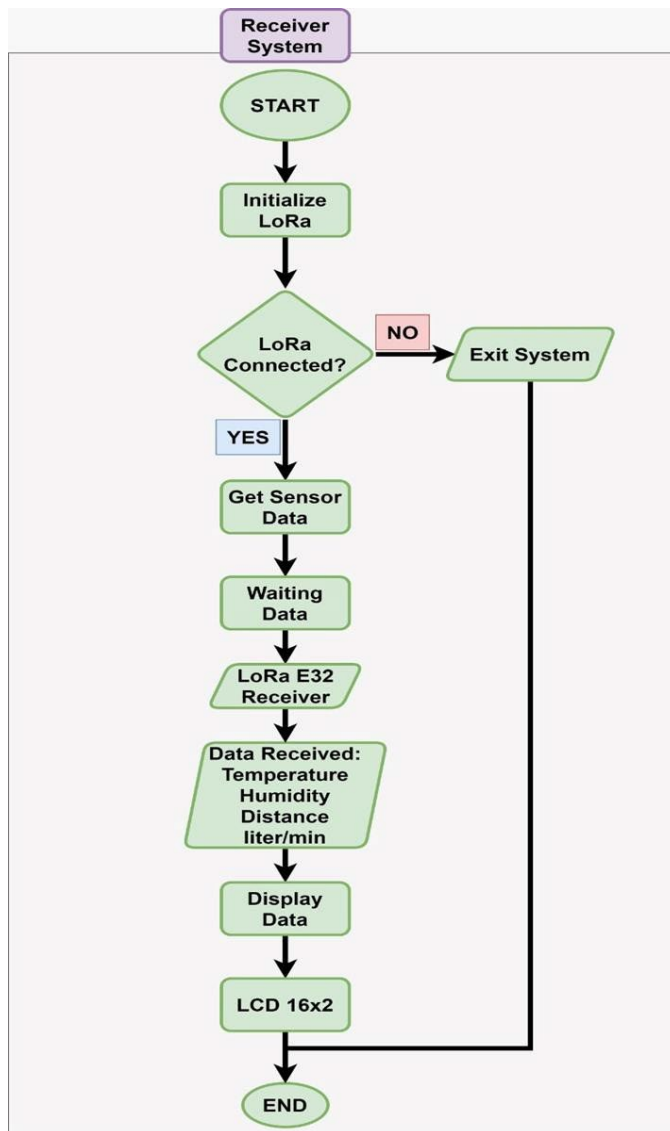 Receiver
System
START
Initialize
LoRa
LoRa
Connected?
NO
Exit System
YES
Get Sensor
Data
Waiting
Data
LoRa E32
Receiver
Data Received:
Temperature
Humidity
Distance
liter/min
Display
Data
LCD 16x2
END